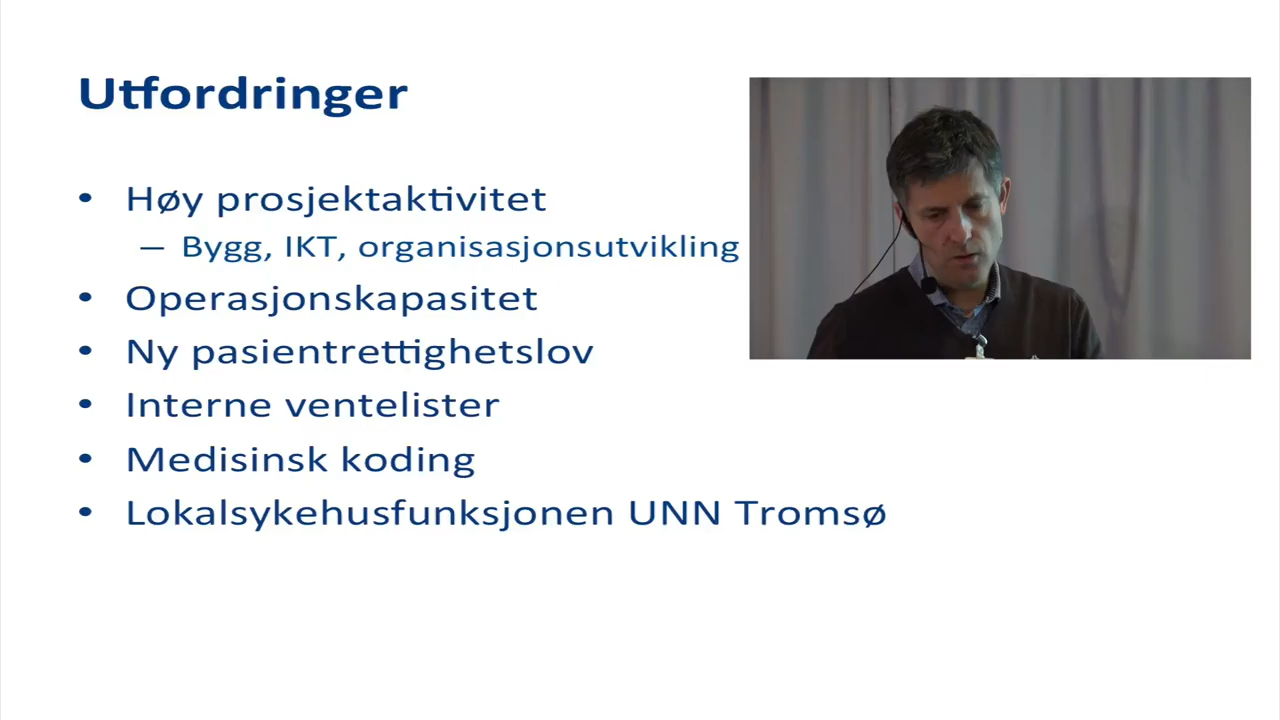 Utfordringer
• Høy prosjektaktivitet
– Bygg, IKT, organisasjonsutvikling
• Operasjonskapasitet
• Ny pasientrettighetslov
• Interne ventelister
• Medisinsk koding
• Lokalsykehusfunksjonen UNN Tromsø